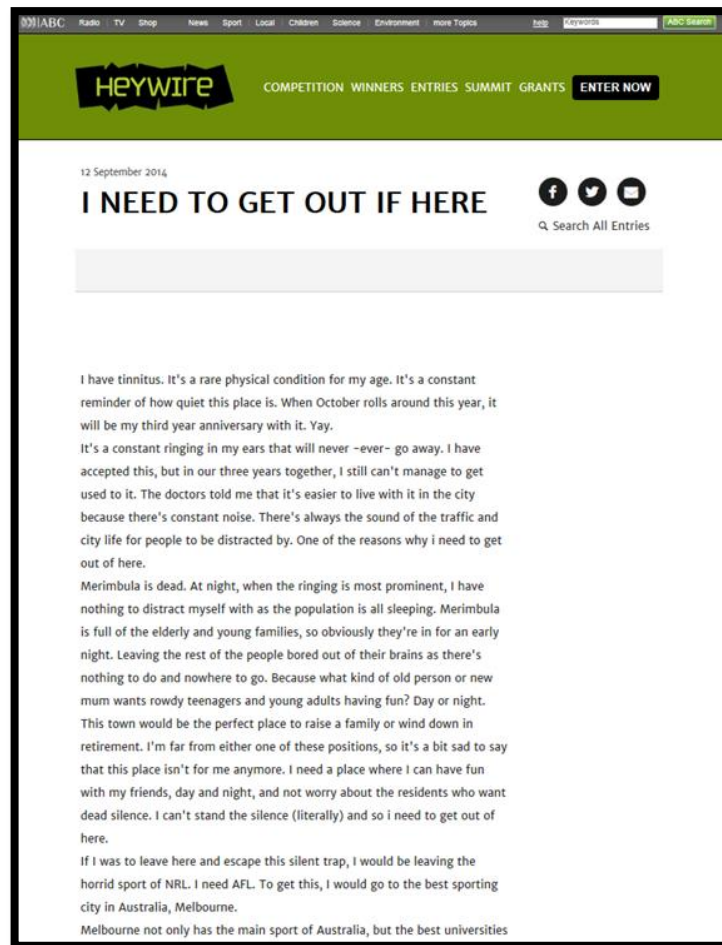 ABC Radio TV Shop News Sport Local Children Science Environment more Topics help Keywords ABC Search
HEYWIRE
COMPETITION WINNERS ENTRIES SUMMIT GRANTS ENTER NOW
12 September 2014
I NEED TO GET OUT IF HERE
Search All Entries
I have tinnitus. It's a rare physical condition for my age. It's a constant
reminder of how quiet this place is. When October rolls around this year, it
will be my third year anniversary with it. Yay.
It's a constant ringing in my ears that will never -ever- go away. I have
accepted this, but in our three years together, I still can't manage to get
used to it. The doctors told me that it's easier to live with it in the city
because there's constant noise. There's always the sound of the traffic and
city life for people to be distracted by. One of the reasons why i need to get
out of here.
Merimbula is dead. At night, when the ringing is most prominent, I have
nothing to distract myself with as the population is all sleeping. Merimbula
is full of the elderly and young families, so obviously they're in for an early
night. Leaving the rest of the people bored out of their brains as there's
nothing to do and nowhere to go. Because what kind of old person or new
mum wants rowdy teenagers and young adults having fun? Day or night.
This town would be the perfect place to raise a family or wind down in
retirement. I'm far from either one of these positions, so it's a bit sad to say
that this place isn't for me anymore. I need a place where I can have fun
with my friends, day and night, and not worry about the residents who want
dead silence. I can't stand the silence (literally) and so i need to get out of
here.
If I was to leave here and escape this silent trap, I would be leaving the
horrid sport of NRL. I need AFL. To get this, I would go to the best sporting
city in Australia, Melbourne.
Melbourne not only has the main sport of Australia, but the best universities